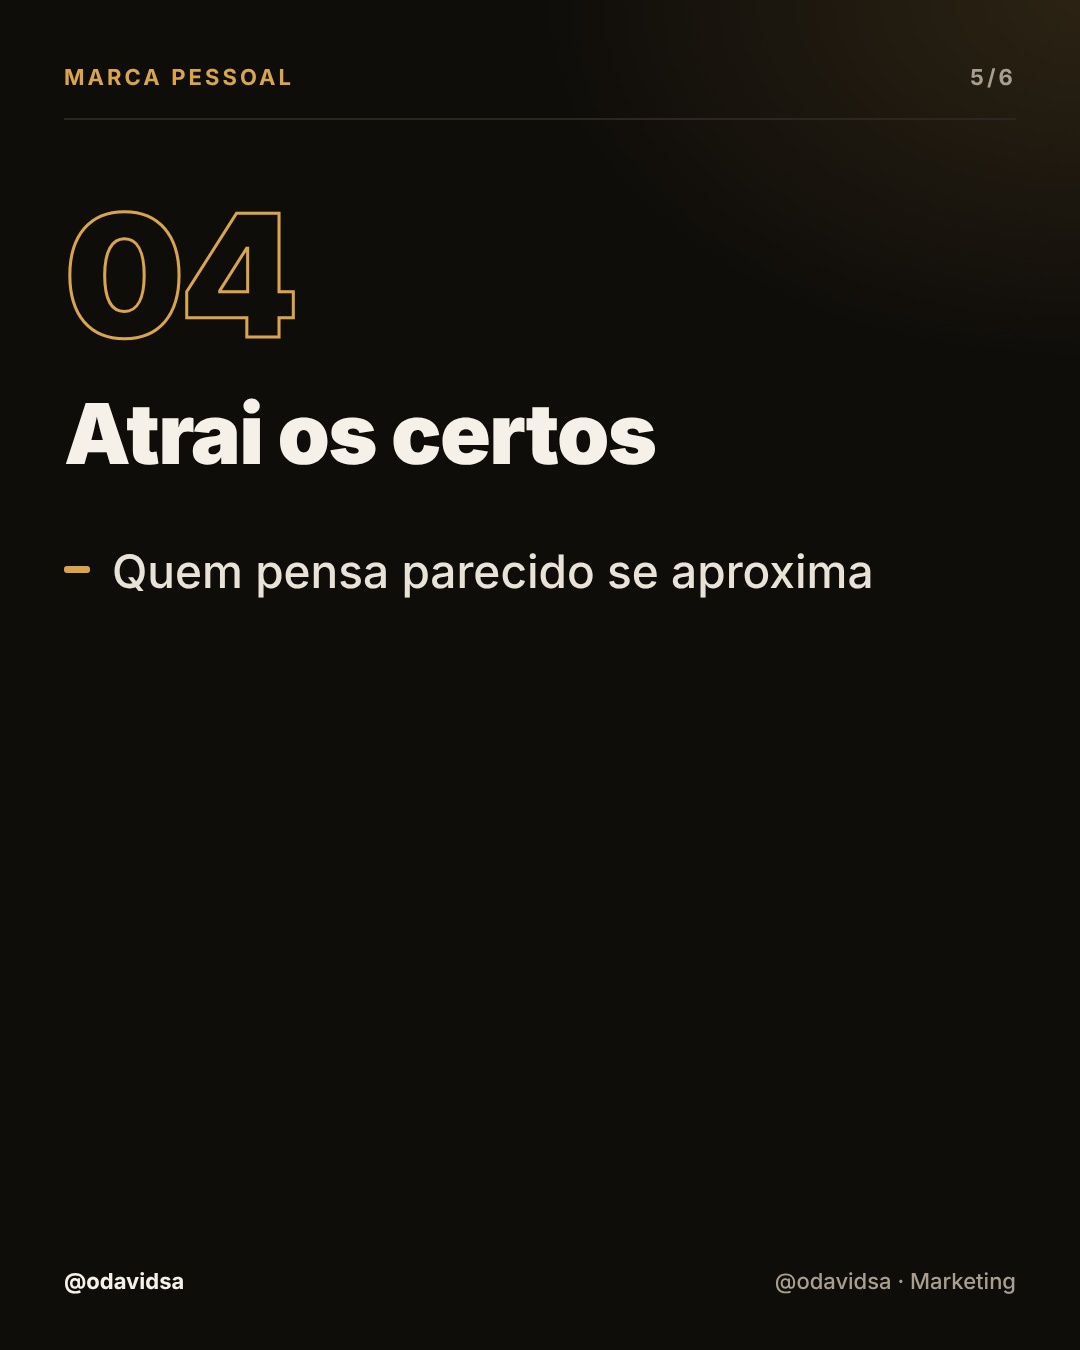 MARCA PESSOAL
5/6
04
Atrai os certos
Quem pensa parecido se aproxima
@odavidsa
@odavidsa · Marketing